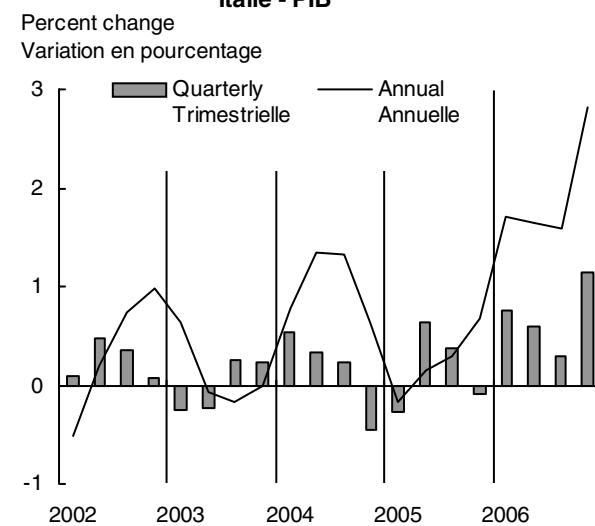 Italie - PIB
Percent change
Variation en pourcentage
Quarterly
Trimestrielle
Annual
Annuelle
3
2
1
0
-1
2002 2003 2004 2005 2006